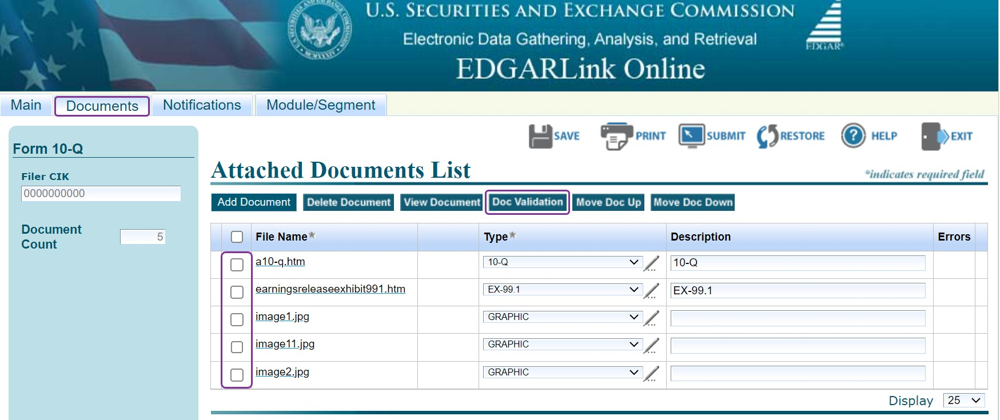 U.S. SECURITIES AND EXCHANGE COMMISSION
Electronic Data Gathering, Analysis, and Retrieval
EDGARLink Online
EDGAR®
MCMXXXIV
Main Documents Notifications Module/Segment
SAVE PRINT SUBMIT RESTORE ? HELP EXIT
Form 10-Q
Filer CIK
0000000000
Document Count 5
Attached Documents List
*indicates required field
Add Document Delete Document View Document Doc Validation Move Doc Up Move Doc Down
File Name* Type* Description Errors
a10-q.htm 10-Q 10-Q
earningsreleaseexhibit991.htm EX-99.1 EX-99.1
image1.jpg GRAPHIC
image11.jpg GRAPHIC
image2.jpg GRAPHIC
Display 25